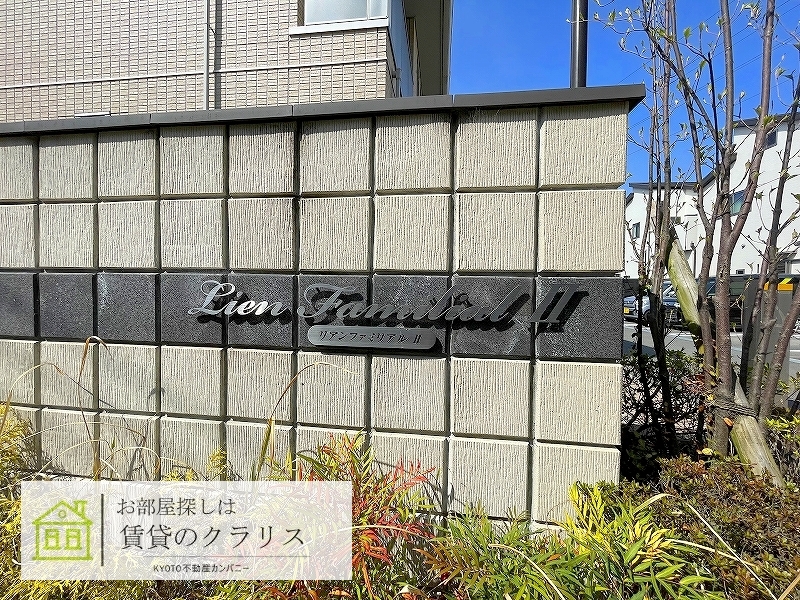 Lien Familial II
リアンファミリアル II
お部屋探しは
賃貸のクラリス
KYOTO不動産カンパニー